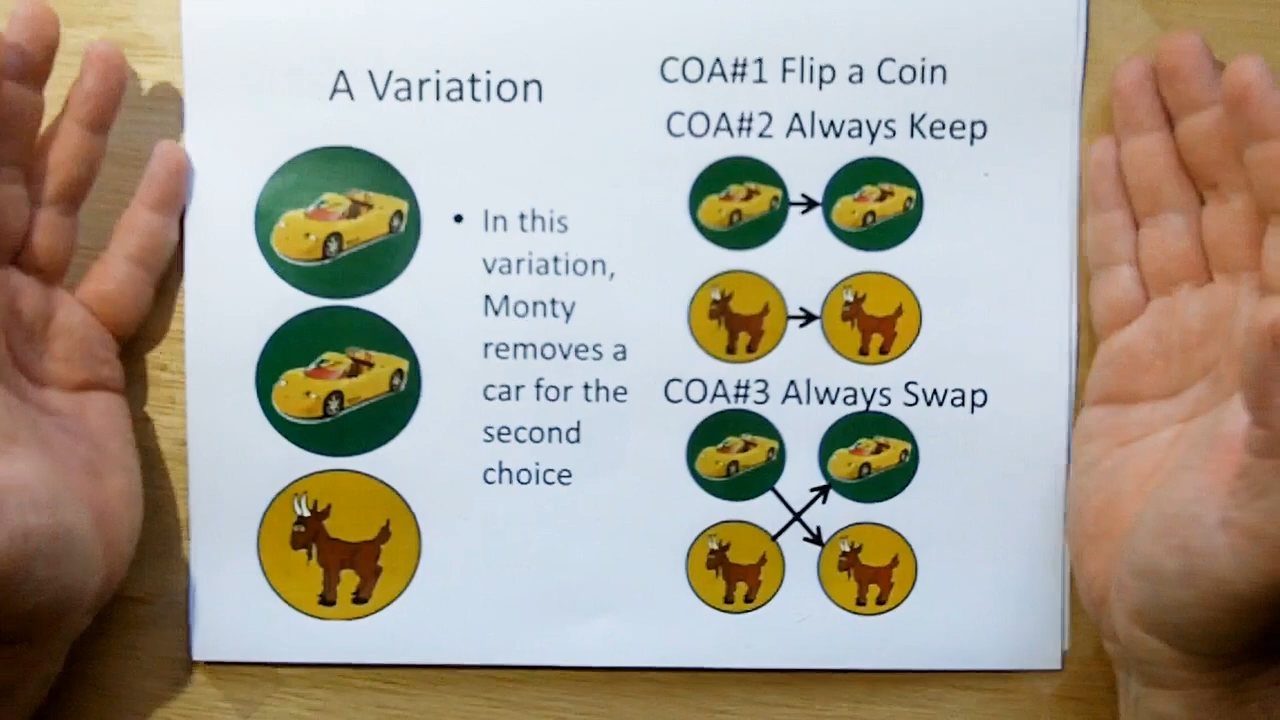 A Variation
• In this
variation,
Monty
removes a
car for the
second
choice
COA#1 Flip a Coin
COA#2 Always Keep
COA#3 Always Swap